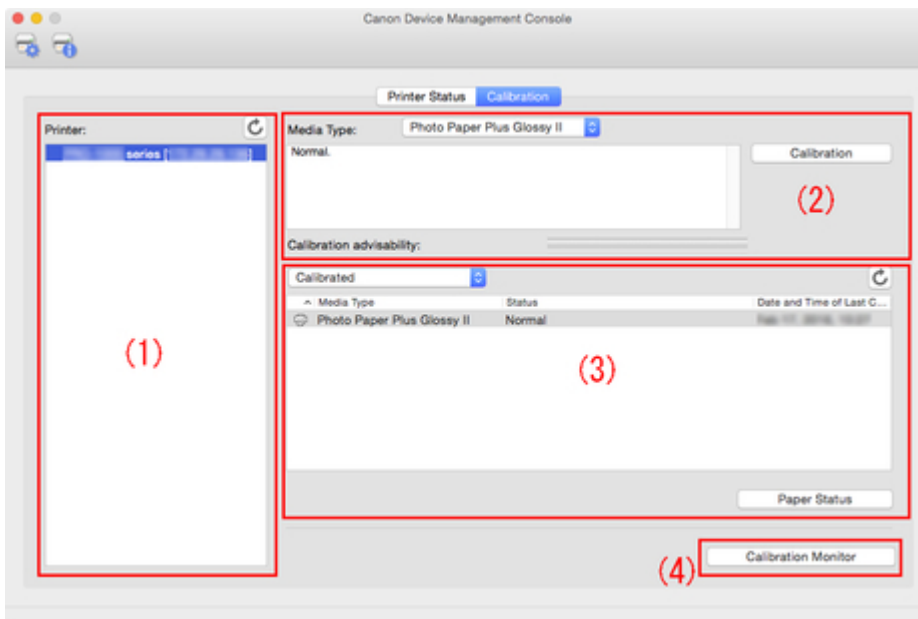 Canon Device Management Console
Printer Status Calibration
Printer:
series [
(1)
Media Type: Photo Paper Plus Glossy II
Normal.
Calibration
(2)
Calibration advisability:
Calibrated
Media Type Status Date and Time of Last C...
Photo Paper Plus Glossy II Normal
(3)
Paper Status
(4)
Calibration Monitor